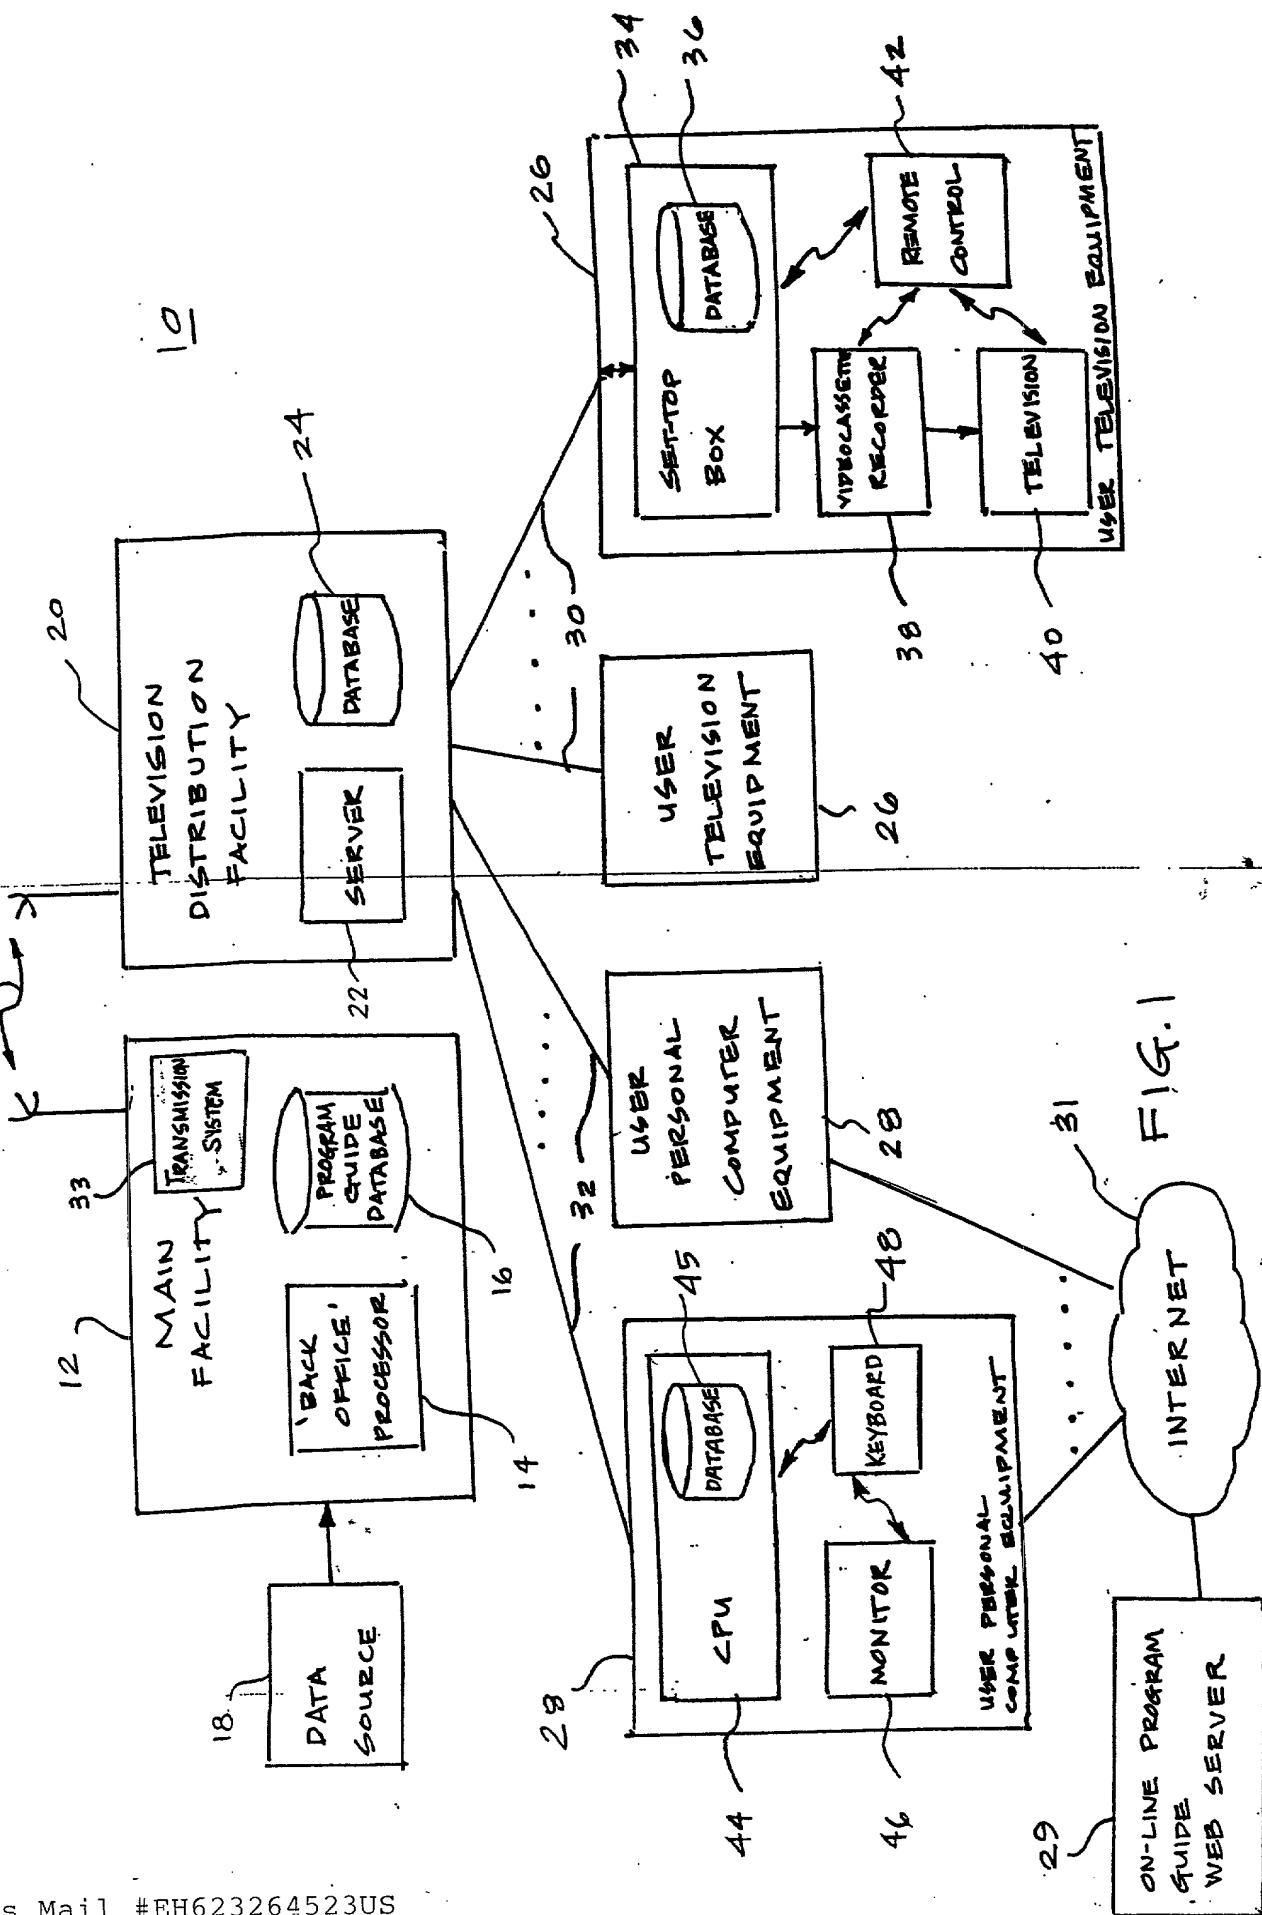 10
12
MAIN
FACILITY
33
TRANSMISSION
SYSTEM
'BACK
OFFICE'
PROCESSOR
14
PROGRAM
GUIDE
DATABASE
16
18
DATA
SOURCE
20
TELEVISION
DISTRIBUTION
FACILITY
SERVER
22
DATABASE
24
32
30
28
CPU
44
DATABASE
45
MONITOR
46
KEYBOARD
48
USER PERSONAL
COMPUTER EQUIPMENT
USER
PERSONAL
COMPUTER
EQUIPMENT
28
USER
TELEVISION
EQUIPMENT
26
26
34
SET-TOP
BOX
DATABASE
36
VIDEOCASSETTE
RECORDER
38
REMOTE
CONTROL
42
TELEVISION
40
USER TELEVISION EQUIPMENT
29
ON-LINE PROGRAM
GUIDE
WEB SERVER
INTERNET
31
FIG. 1
s Mail #EH623264523US